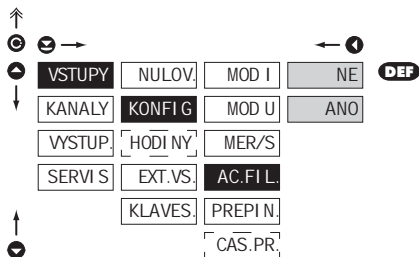 VSTUPY NULOV. MOD I NE DEF
KANALY KONFIG MOD U ANO
VYSTUP. HODINY MER/S
SERVIS EXT.VS. AC.FIL.
KLAVES. PREPIN.
CAS.PR.